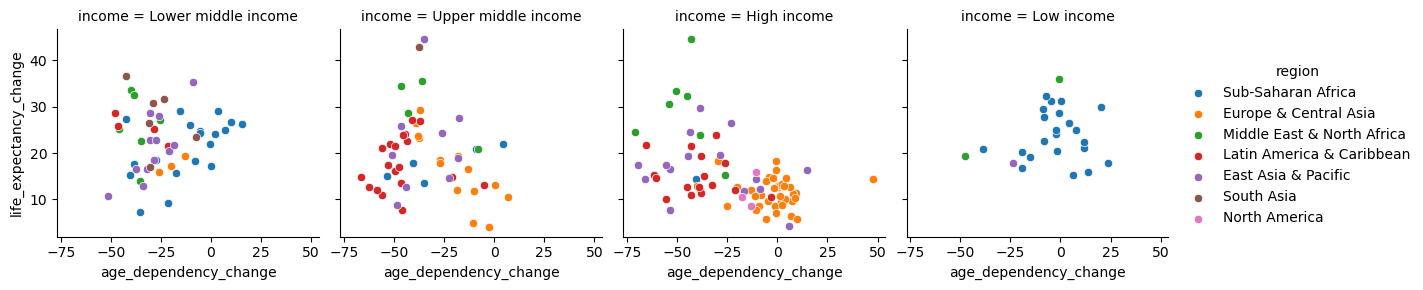 income = Lower middle income
income = Upper middle income
income = High income
income = Low income
life_expectancy_change
40
30
20
10
−75 −50 −25 0 25 50
−75 −50 −25 0 25 50
−75 −50 −25 0 25 50
−75 −50 −25 0 25 50
age_dependency_change
age_dependency_change
age_dependency_change
age_dependency_change
region
Sub-Saharan Africa
Europe & Central Asia
Middle East & North Africa
Latin America & Caribbean
East Asia & Pacific
South Asia
North America